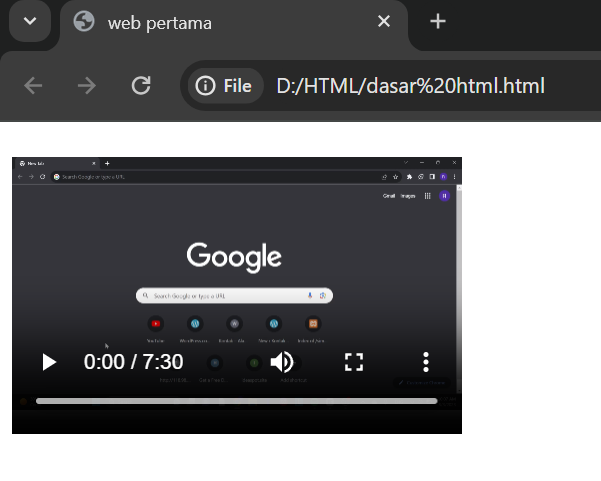 web pertama
File D:/HTML/dasar%20html.html
New tab
Search Google or type a URL
Gmail Images
Google
Search Google or type a URL
YouTube
0:00 / 7:30